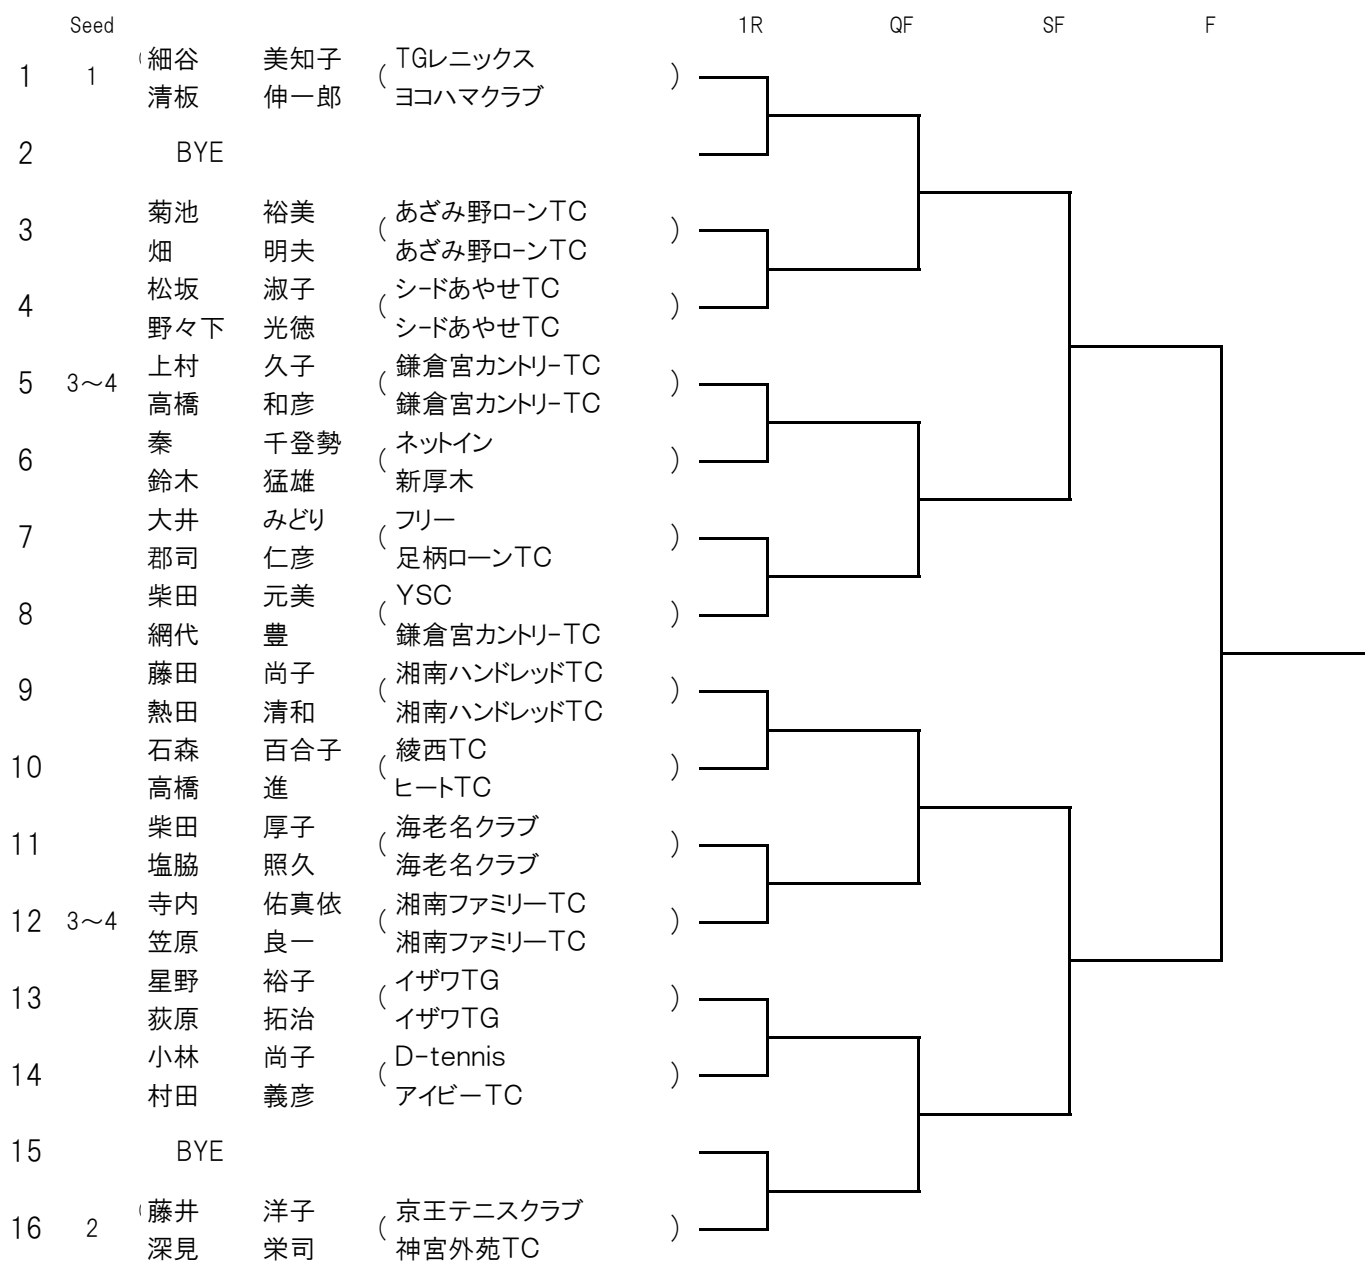 Seed 1R QF SF F
1 1 細谷 美知子 ( TGレニックス )
清板 伸一郎 ヨコハマクラブ
2 BYE
3 菊池 裕美 ( あざみ野ローンTC )
畑 明夫 あざみ野ローンTC
4 松坂 淑子 ( シードあやせTC )
野々下 光徳 シードあやせTC
5 3～4 上村 久子 ( 鎌倉宮カントリーTC )
高橋 和彦 鎌倉宮カントリーTC
6 秦 千登勢 ( ネットイン )
鈴木 猛雄 新厚木
7 大井 みどり ( フリー )
郡司 仁彦 足柄ローンTC
8 柴田 元美 ( YSC )
網代 豊 鎌倉宮カントリーTC
9 藤田 尚子 ( 湘南ハンドレッドTC )
熱田 清和 湘南ハンドレッドTC
10 石森 百合子 ( 綾西TC )
高橋 進 ヒートTC
11 柴田 厚子 ( 海老名クラブ )
塩脇 照久 海老名クラブ
12 3～4 寺内 佑真依 ( 湘南ファミリーTC )
笠原 良一 湘南ファミリーTC
13 星野 裕子 ( イザワTG )
荻原 拓治 イザワTG
14 小林 尚子 ( D-tennis )
村田 義彦 アイビーTC
15 BYE
16 2 藤井 洋子 ( 京王テニスクラブ )
深見 栄司 神宮外苑TC